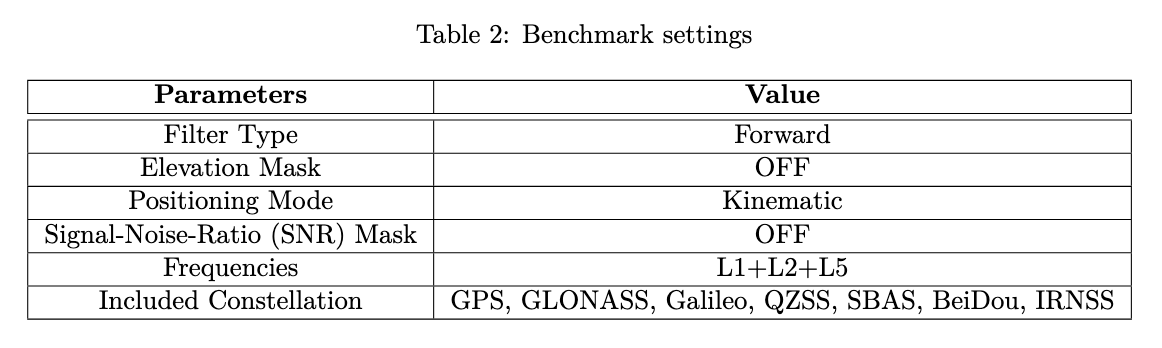 Table 2: Benchmark settings
Parameters Value
Filter Type Forward
Elevation Mask OFF
Positioning Mode Kinematic
Signal-Noise-Ratio (SNR) Mask OFF
Frequencies L1+L2+L5
Included Constellation GPS, GLONASS, Galileo, QZSS, SBAS, BeiDou, IRNSS